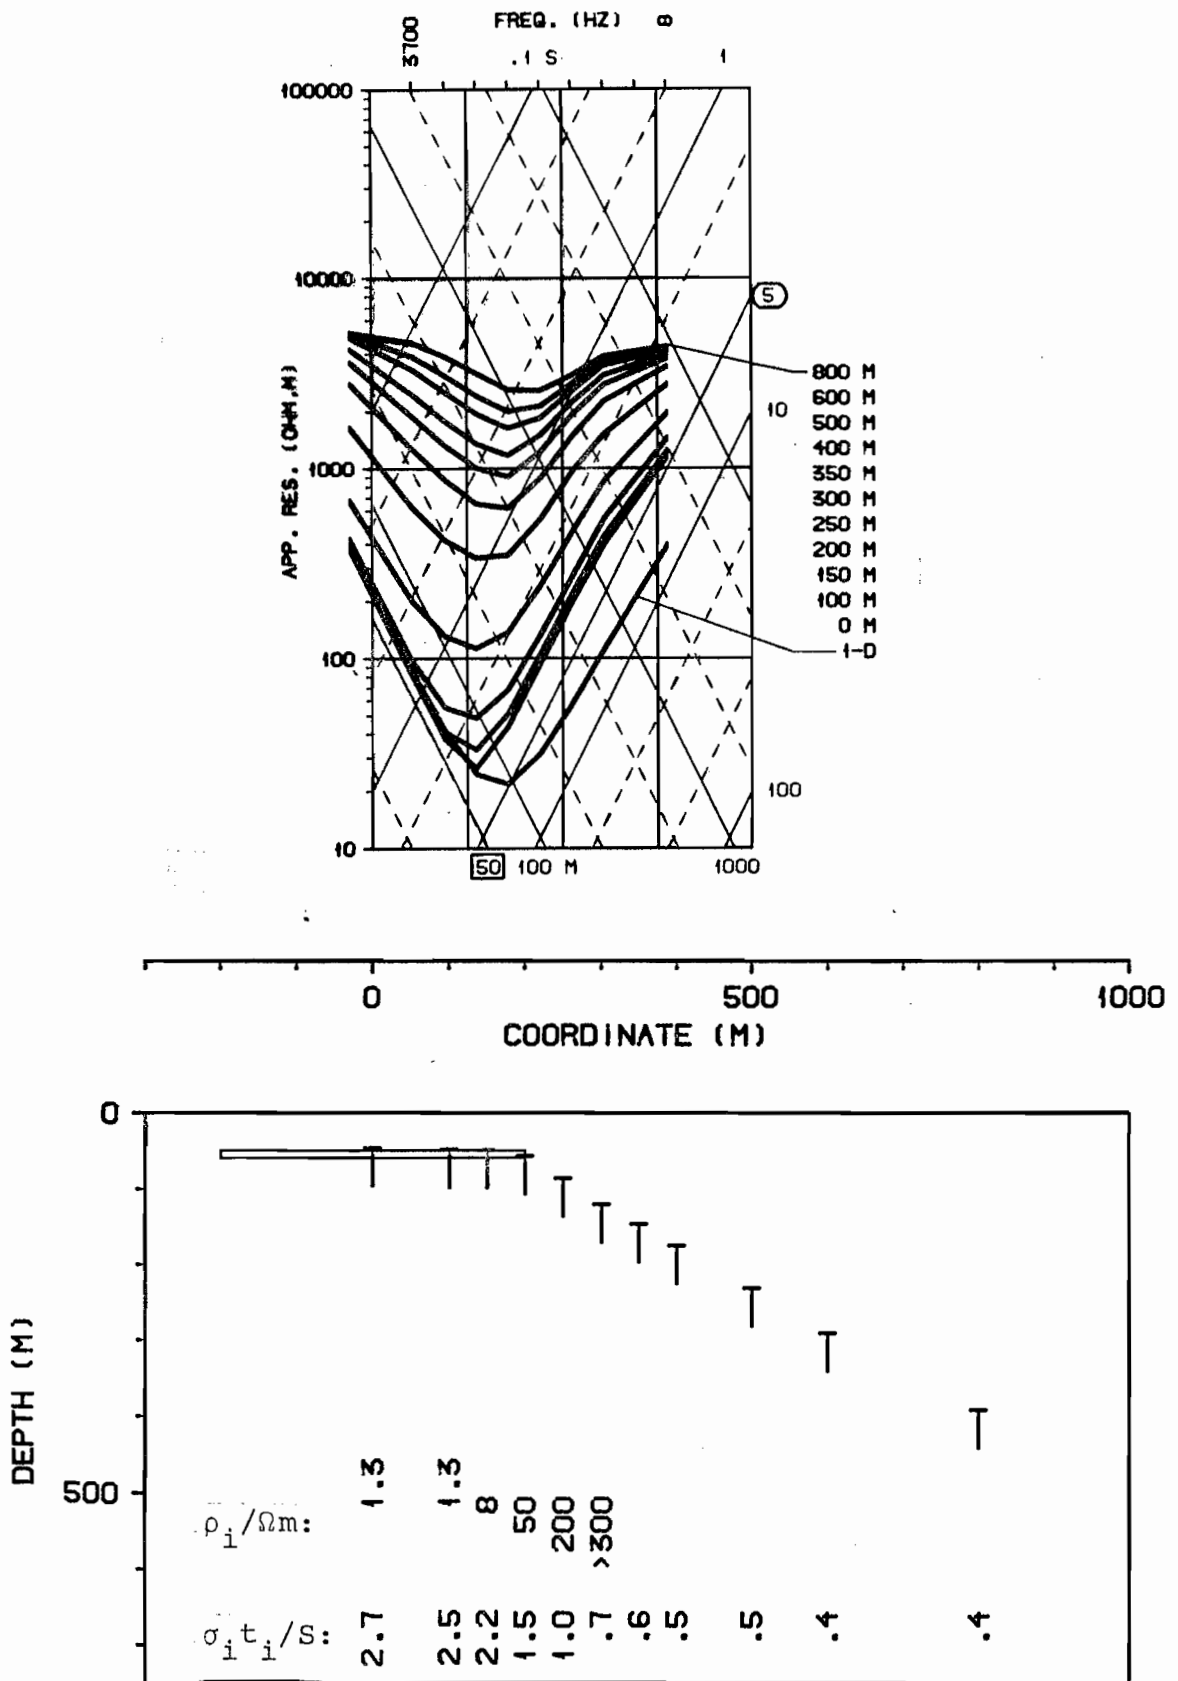 FREQ. (HZ) 8
3700
.1 S 1
100000
10000
1000
100
10
APP. RES. (OHM.M)
5
10
100
800 M
600 M
500 M
400 M
350 M
300 M
250 M
200 M
150 M
100 M
0 M
1-D
50 100 M 1000
0 500 1000
COORDINATE (M)
0
500
DEPTH (M)
ρi/Ωm: 1.3 1.3 8 50 200 >300
σiti/S: 2.7 2.5 2.2 1.5 1.0 .7 .6 .5 .5 .4 .4